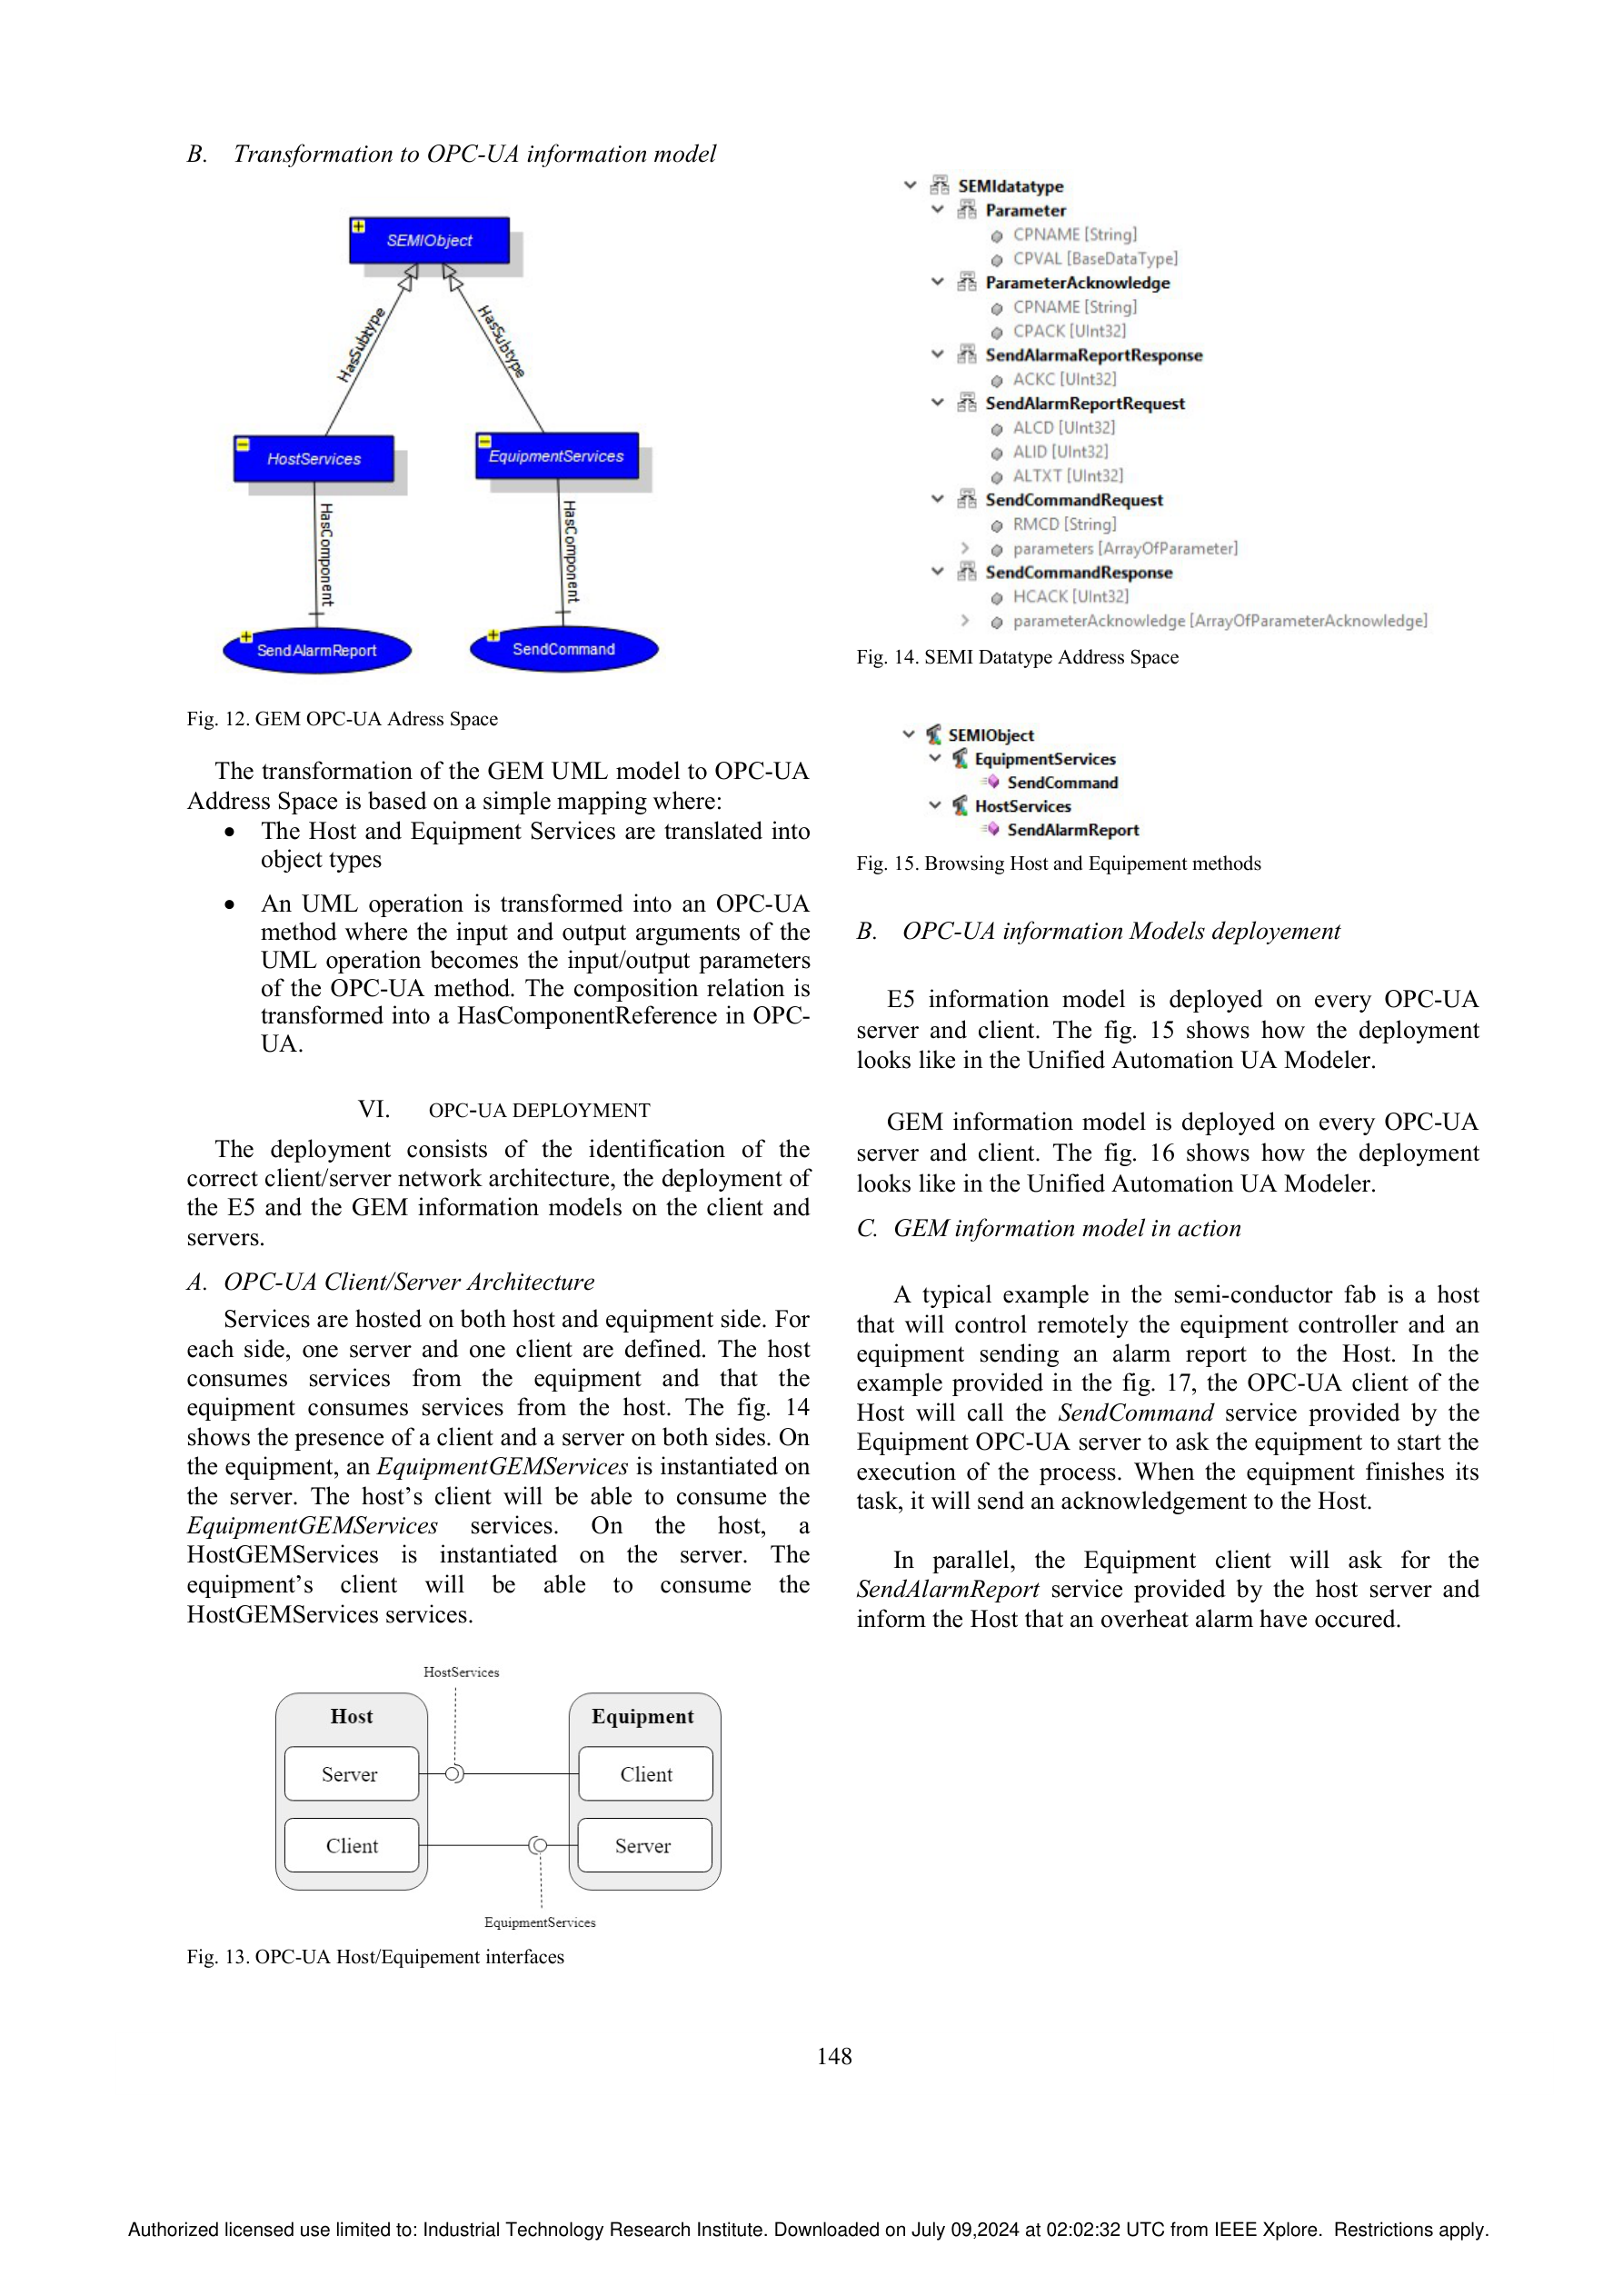 B. Transformation to OPC-UA information model
SEMIObject
HasSubtype
HasSubtype
HostServices
EquipmentServices
HasComponent
HasComponent
SendAlarmReport
SendCommand
Fig. 12. GEM OPC-UA Adress Space
The transformation of the GEM UML model to OPC-UA
Address Space is based on a simple mapping where:
• The Host and Equipment Services are translated into
object types
• An UML operation is transformed into an OPC-UA
method where the input and output arguments of the
UML operation becomes the input/output parameters
of the OPC-UA method. The composition relation is
transformed into a HasComponentReference in OPC-
UA.
VI. OPC-UA DEPLOYMENT
The deployment consists of the identification of the
correct client/server network architecture, the deployment of
the E5 and the GEM information models on the client and
servers.
A. OPC-UA Client/Server Architecture
Services are hosted on both host and equipment side. For
each side, one server and one client are defined. The host
consumes services from the equipment and that the
equipment consumes services from the host. The fig. 14
shows the presence of a client and a server on both sides. On
the equipment, an EquipmentGEMServices is instantiated on
the server. The host’s client will be able to consume the
EquipmentGEMServices services. On the host, a
HostGEMServices is instantiated on the server. The
equipment’s client will be able to consume the
HostGEMServices services.
HostServices
Host
Equipment
Server
Client
Client
Server
EquipmentServices
Fig. 13. OPC-UA Host/Equipement interfaces
SEMIdatatype
Parameter
CPNAME [String]
CPVAL [BaseDataType]
ParameterAcknowledge
CPNAME [String]
CPACK [UInt32]
SendAlarmaReportResponse
ACKC [UInt32]
SendAlarmReportRequest
ALCD [UInt32]
ALID [UInt32]
ALTXT [UInt32]
SendCommandRequest
RMCD [String]
parameters [ArrayOfParameter]
SendCommandResponse
HCACK [UInt32]
parameterAcknowledge [ArrayOfParameterAcknowledge]
Fig. 14. SEMI Datatype Address Space
SEMIObject
EquipmentServices
SendCommand
HostServices
SendAlarmReport
Fig. 15. Browsing Host and Equipement methods
B. OPC-UA information Models deployement
E5 information model is deployed on every OPC-UA
server and client. The fig. 15 shows how the deployment
looks like in the Unified Automation UA Modeler.
GEM information model is deployed on every OPC-UA
server and client. The fig. 16 shows how the deployment
looks like in the Unified Automation UA Modeler.
C. GEM information model in action
A typical example in the semi-conductor fab is a host
that will control remotely the equipment controller and an
equipment sending an alarm report to the Host. In the
example provided in the fig. 17, the OPC-UA client of the
Host will call the SendCommand service provided by the
Equipment OPC-UA server to ask the equipment to start the
execution of the process. When the equipment finishes its
task, it will send an acknowledgement to the Host.
In parallel, the Equipment client will ask for the
SendAlarmReport service provided by the host server and
inform the Host that an overheat alarm have occured.
148
Authorized licensed use limited to: Industrial Technology Research Institute. Downloaded on July 09,2024 at 02:02:32 UTC from IEEE Xplore. Restrictions apply.